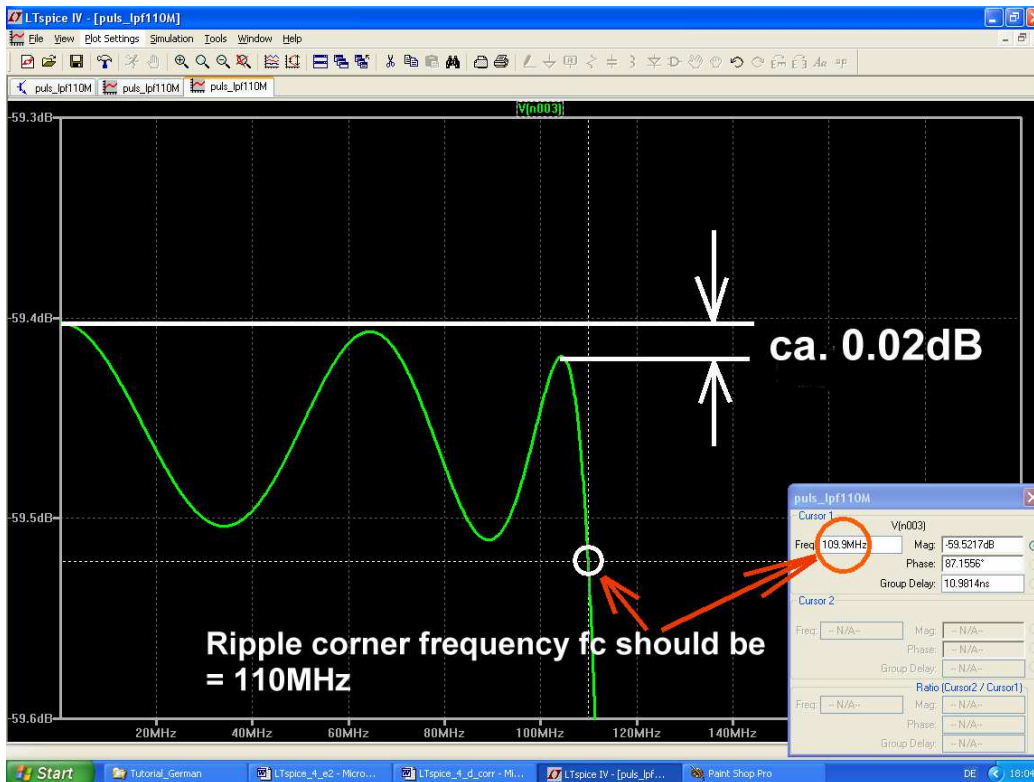 LTspice IV - [puls_lpf110M]
File View Plot Settings Simulation Tools Window Help
puls_lpf110M puls_lpf110M puls_lpf110M
V(n003)
-59.3dB
-59.4dB
ca. 0.02dB
-59.5dB
puls_lpf110M
Cursor 1
V(n003)
Freq: 109.9MHz Mag: -59.5217dB
Phase: 87.1556°
Group Delay: 10.9814ns
Cursor 2
Freq: -- N/A-- Mag: -- N/A--
Phase: -- N/A--
Group Delay: -- N/A--
Ratio (Cursor2 / Cursor1)
Freq: -- N/A-- Mag: -- N/A--
Phase: -- N/A--
Group Delay: -- N/A--
Ripple corner frequency fc should be
= 110MHz
-59.6dB
20MHz 40MHz 60MHz 80MHz 100MHz 120MHz 140MHz
Start Tutorial_German LTspice_4_e2 - Micro... LTspice_4_d_corr - Mi... LTspice IV - [puls_lpf... Paint Shop Pro DE